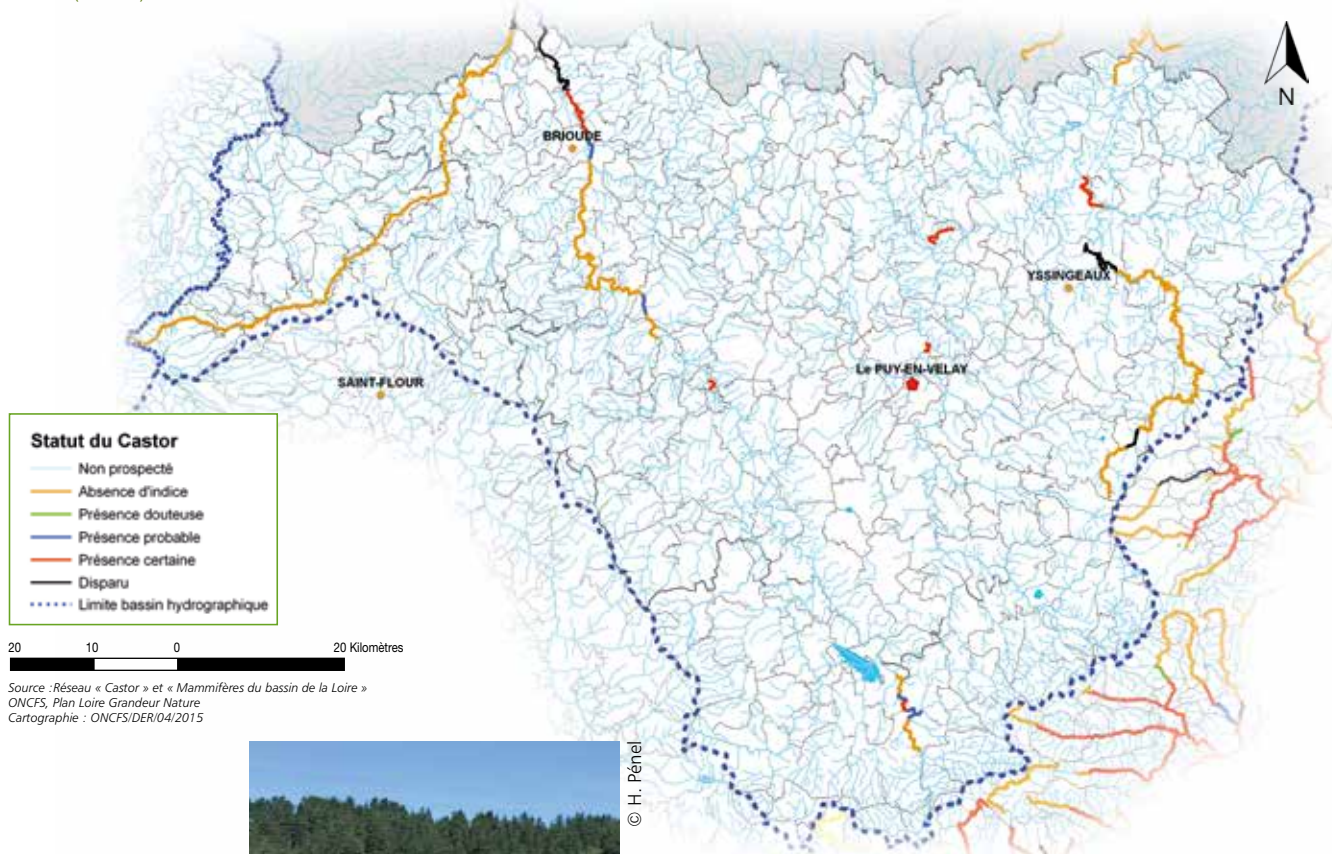 N
BRIOUDE
YSSINGEAUX
Le PUY-EN-VELAY
SAINT-FLOUR
Statut du Castor
Non prospecté
Absence d'indice
Présence douteuse
Présence probable
Présence certaine
Disparu
Limite bassin hydrographique
20 10 0 20 Kilomètres
Source :Réseau « Castor » et « Mammifères du bassin de la Loire »
ONCFS, Plan Loire Grandeur Nature
Cartographie : ONCFS/DER/04/2015
© H. Pénel